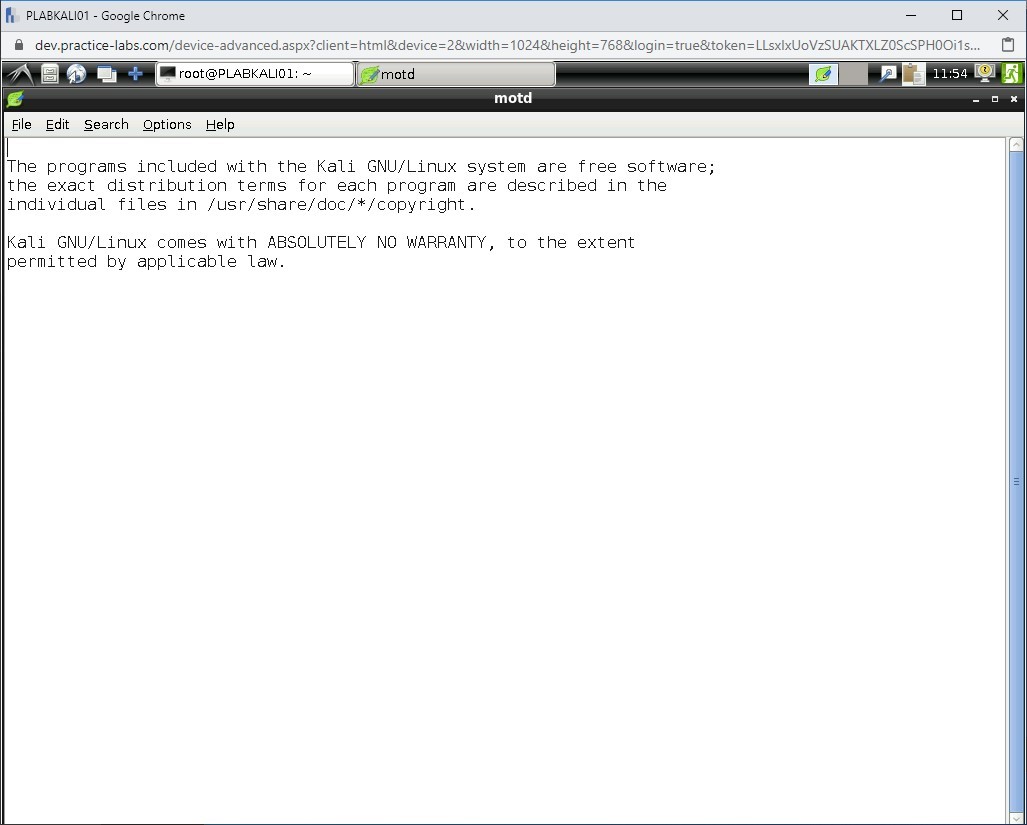 PLABKALI01 - Google Chrome
dev.practice-labs.com/device-advanced.aspx?client=html&device=2&width=1024&height=768&login=true&token=LLsxlxUoVzSUAKTXLZ0ScSPH0Oi1s...
root@PLABKALI01: ~ motd 11:54
motd
File Edit Search Options Help
The programs included with the Kali GNU/Linux system are free software;
the exact distribution terms for each program are described in the
individual files in /usr/share/doc/*/copyright.
Kali GNU/Linux comes with ABSOLUTELY NO WARRANTY, to the extent
permitted by applicable law.